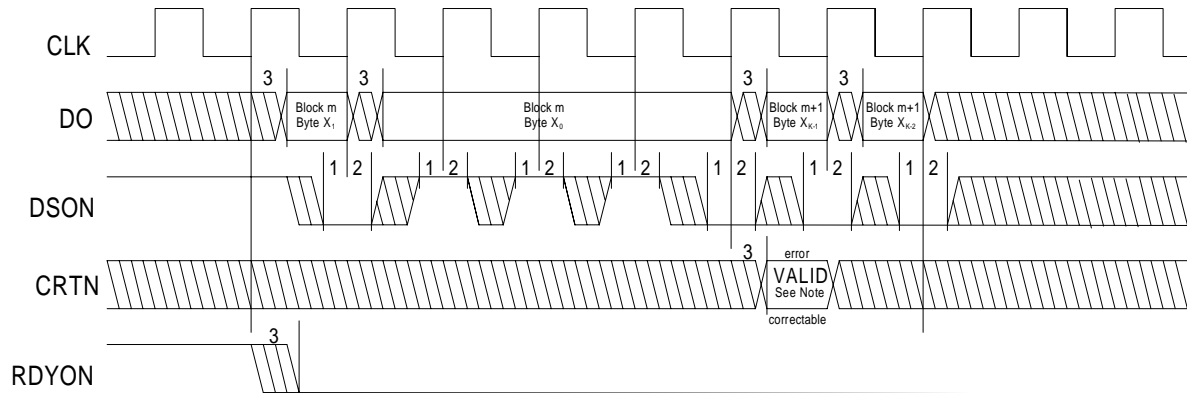 CLK
3 3 3 3
DO
Block m
Byte X₁
Block m
Byte X₀
Block m+1
Byte X_K-1
Block m+1
Byte X_K-2
1 2 1 2 1 2 1 2 1 2 1 2 1 2
DSON
3
error
CRTN
VALID
See Note
correctable
3
RDYON